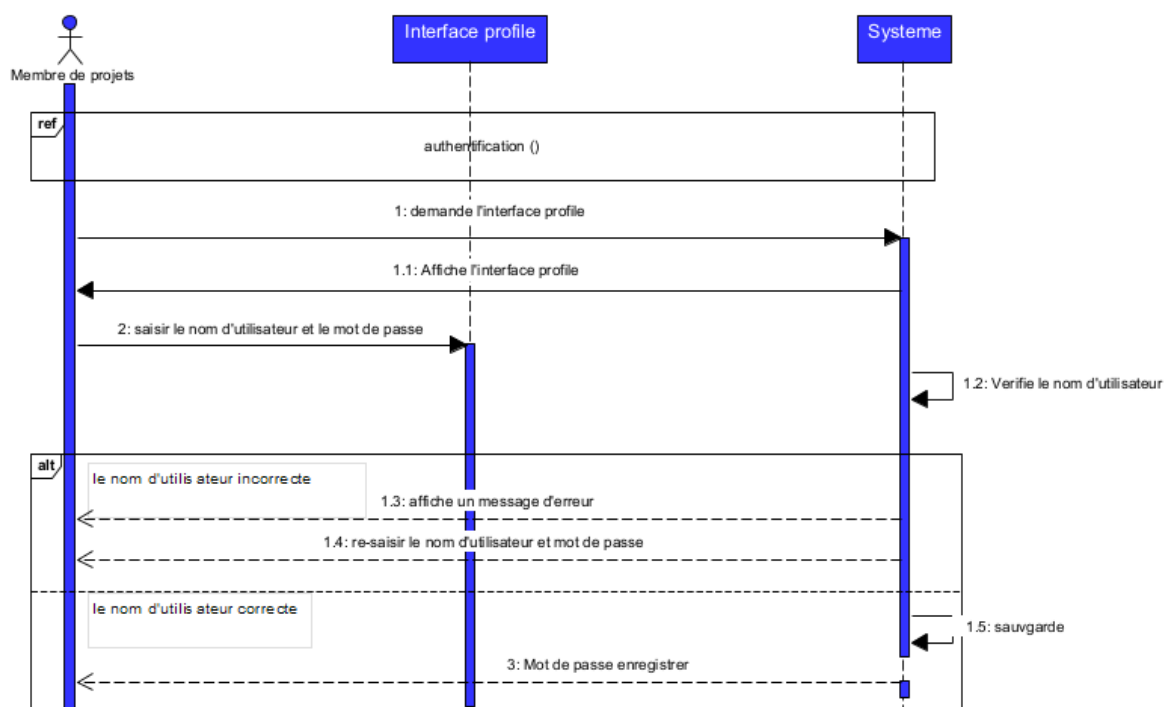 Interface profile
Systeme
Membre de projets
ref
authentification ()
1: demande l'interface profile
1.1: Affiche l'interface profile
2: saisir le nom d'utilisateur et le mot de passe
1.2: Verifie le nom d'utilisateur
alt
le nom d'utilis ateur incorrecte
1.3: affiche un message d'erreur
1.4: re-saisir le nom d'utilisateur et mot de passe
le nom d'utilis ateur correcte
1.5: sauvgarde
3: Mot de passe enregistrer